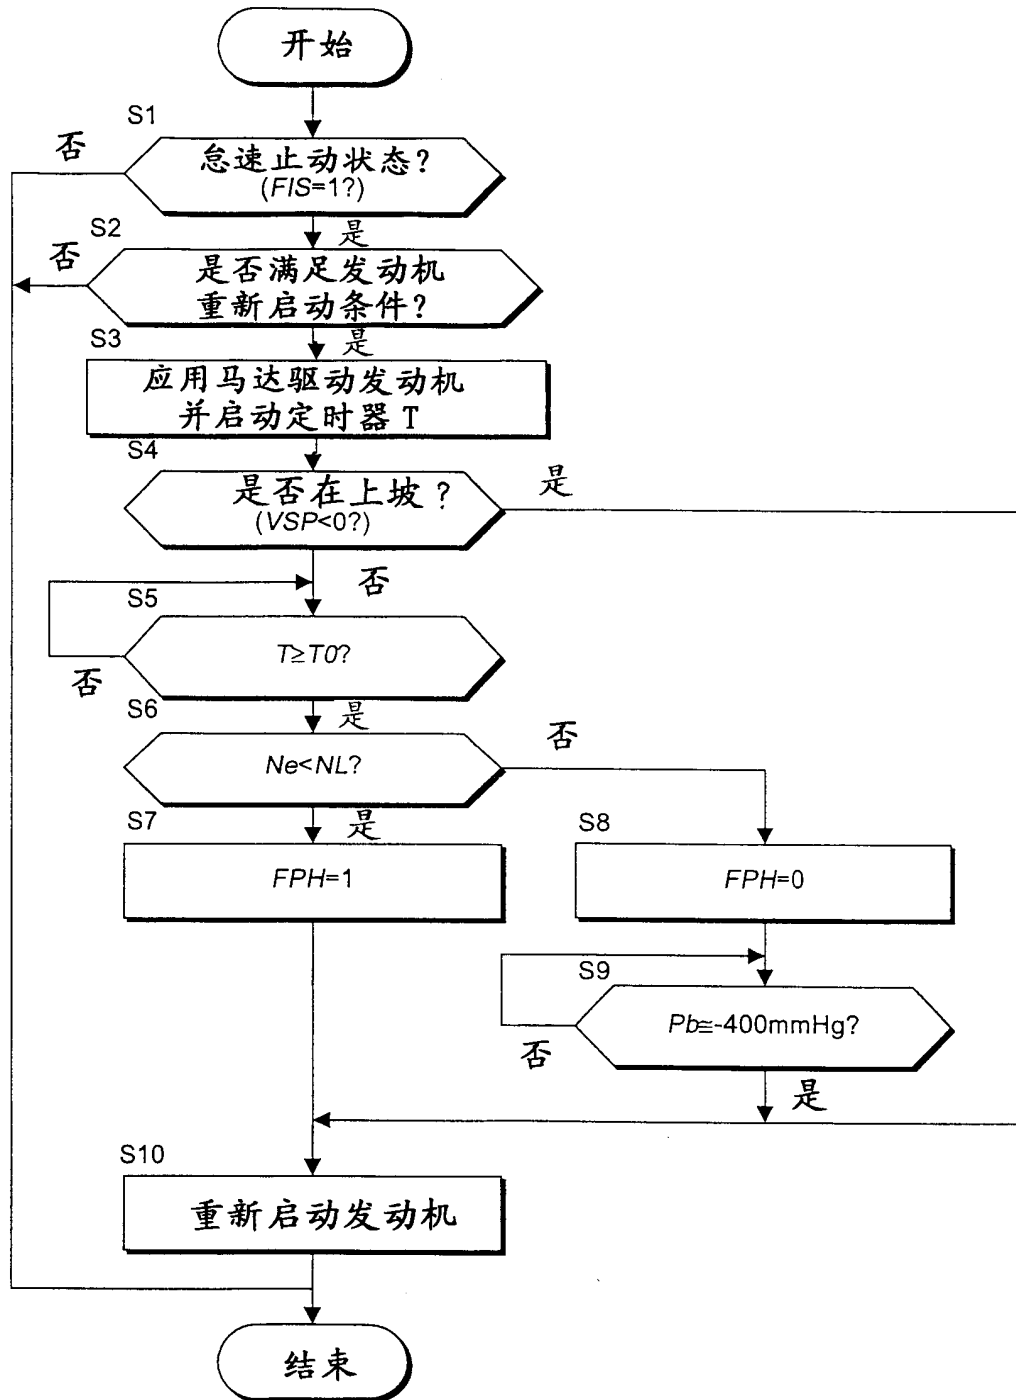 开始
S1
否
怠速止动状态?
(FIS=1?)
是
S2
否
是否满足发动机
重新启动条件?
是
S3
应用马达驱动发动机
并启动定时器 T
S4
是否在上坡?
(VSP<0?)
是
否
S5
T≥T0?
否
是
S6
Ne<NL?
否
是
S7
FPH=1
S8
FPH=0
S9
Pb≅-400mmHg?
否
是
S10
重新启动发动机
结束